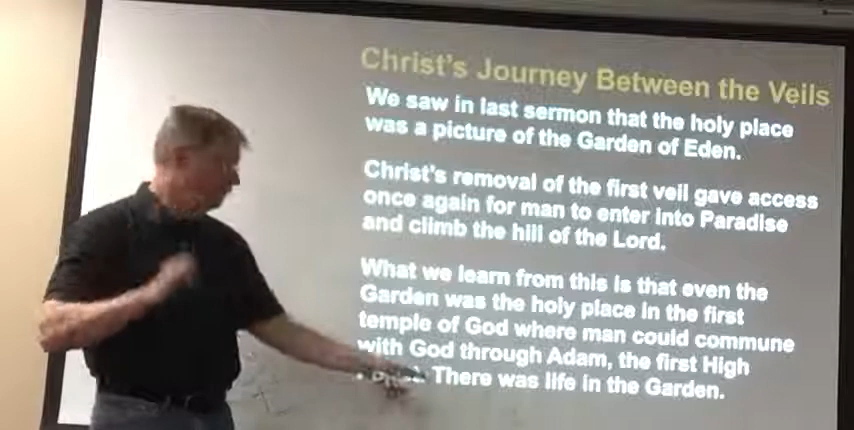 Christ's Journey Between the Veils
We saw in last sermon that the holy place
was a picture of the Garden of Eden.
Christ's removal of the first veil gave access
once again for man to enter into Paradise
and climb the hill of the Lord.
What we learn from this is that even the
Garden was the holy place in the first
temple of God where man could commune
with God through Adam, the first High
There was life in the Garden.